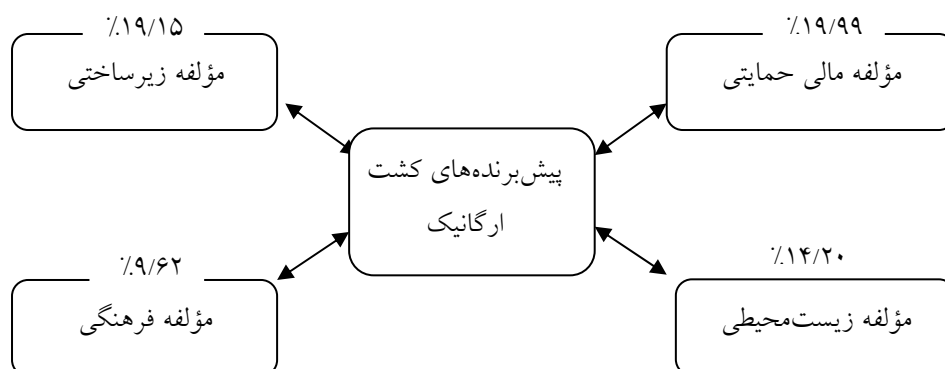 ٪۱۹/۹۹
مؤلفه مالی حمایتی
٪۱۹/۱۵
مؤلفه زیرساختی
پیش‌برنده‌های کشت
ارگانیک
٪۱۴/۲۰
مؤلفه زیست‌محیطی
٪۹/۶۲
مؤلفه فرهنگی